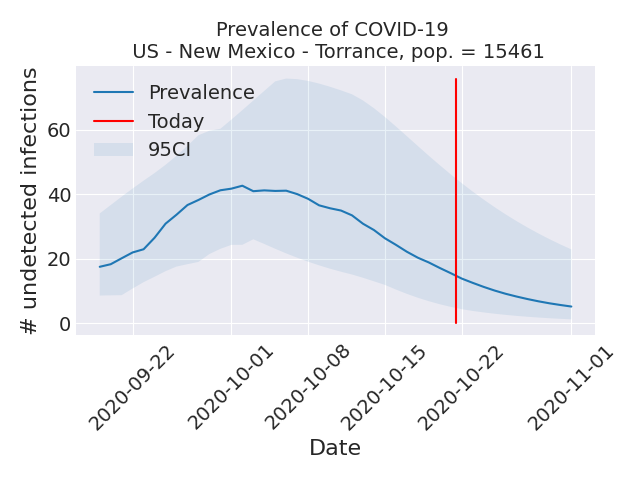 Prevalence of COVID-19
US - New Mexico - Torrance, pop. = 15461
# undetected infections
60
40
20
0
Prevalence
Today
95CI
2020-09-22
2020-10-01
2020-10-08
2020-10-15
2020-10-22
2020-11-01
Date